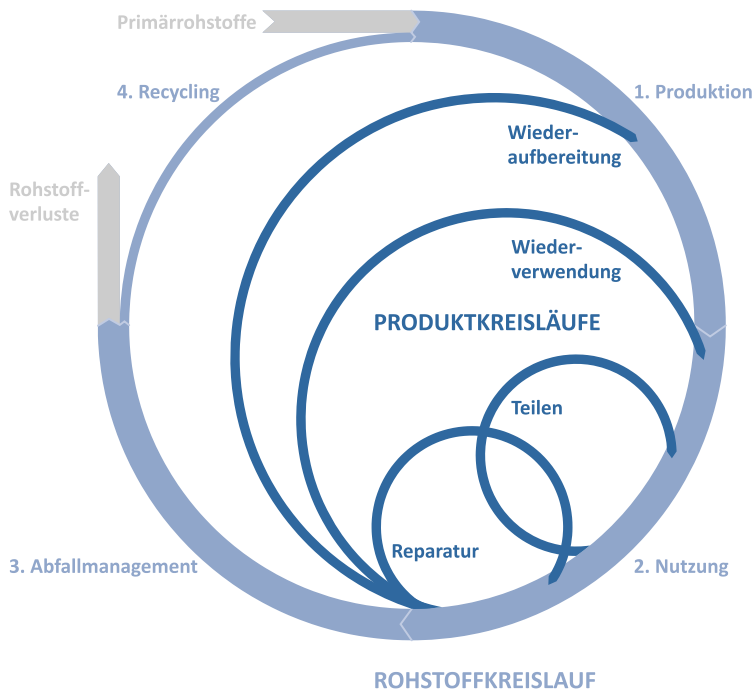 Primärrohstoffe
4. Recycling
1. Produktion
Wieder-
aufbereitung
Rohstoff-
verluste
Wieder-
verwendung
PRODUKTKREISLÄUFE
Teilen
Reparatur
3. Abfallmanagement
2. Nutzung
ROHSTOFFKREISLAUF